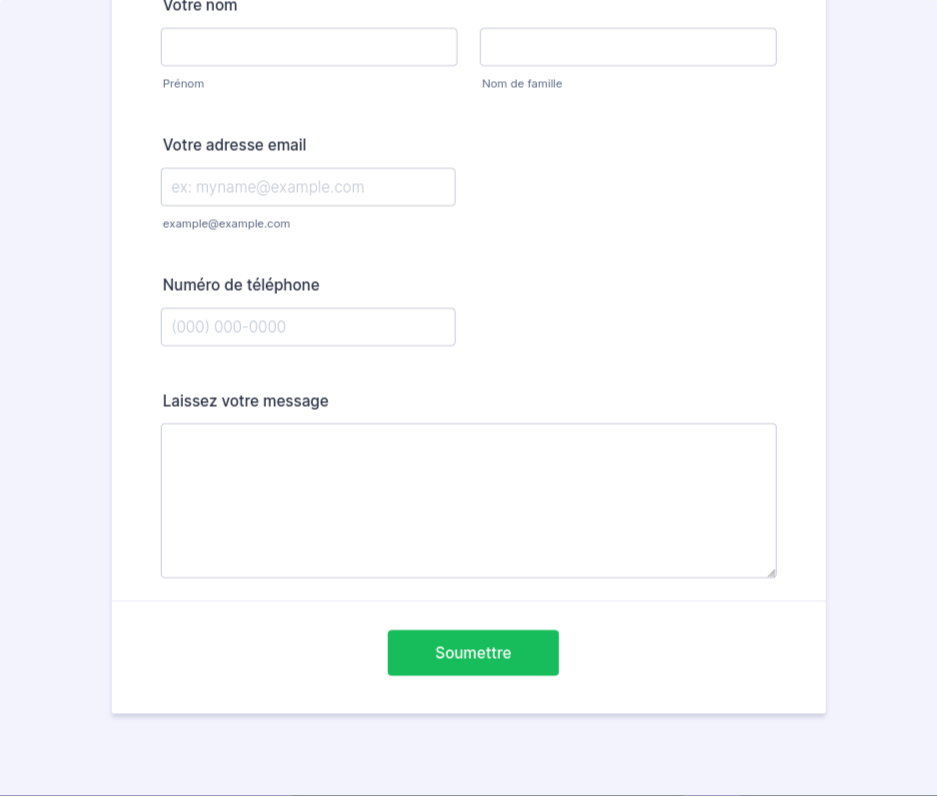 Votre nom
Prénom
Nom de famille
Votre adresse email
ex: myname@example.com
example@example.com
Numéro de téléphone
(000) 000-0000
Laissez votre message
Soumettre